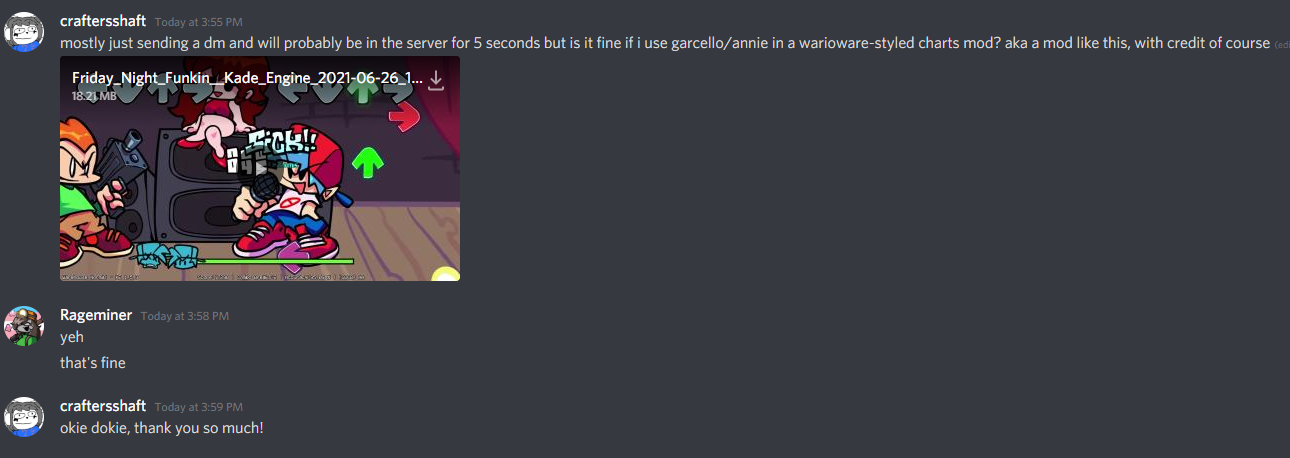 craftersshaft Today at 3:55 PM
mostly just sending a dm and will probably be in the server for 5 seconds but is it fine if i use garcello/annie in a warioware-styled charts mod? aka a mod like this, with credit of course
Friday_Night_Funkin__Kade_Engine_2021-06-26_1...
18.21 MB
SiCK!!
Rageminer Today at 3:58 PM
yeh
that's fine
craftersshaft Today at 3:59 PM
okie dokie, thank you so much!